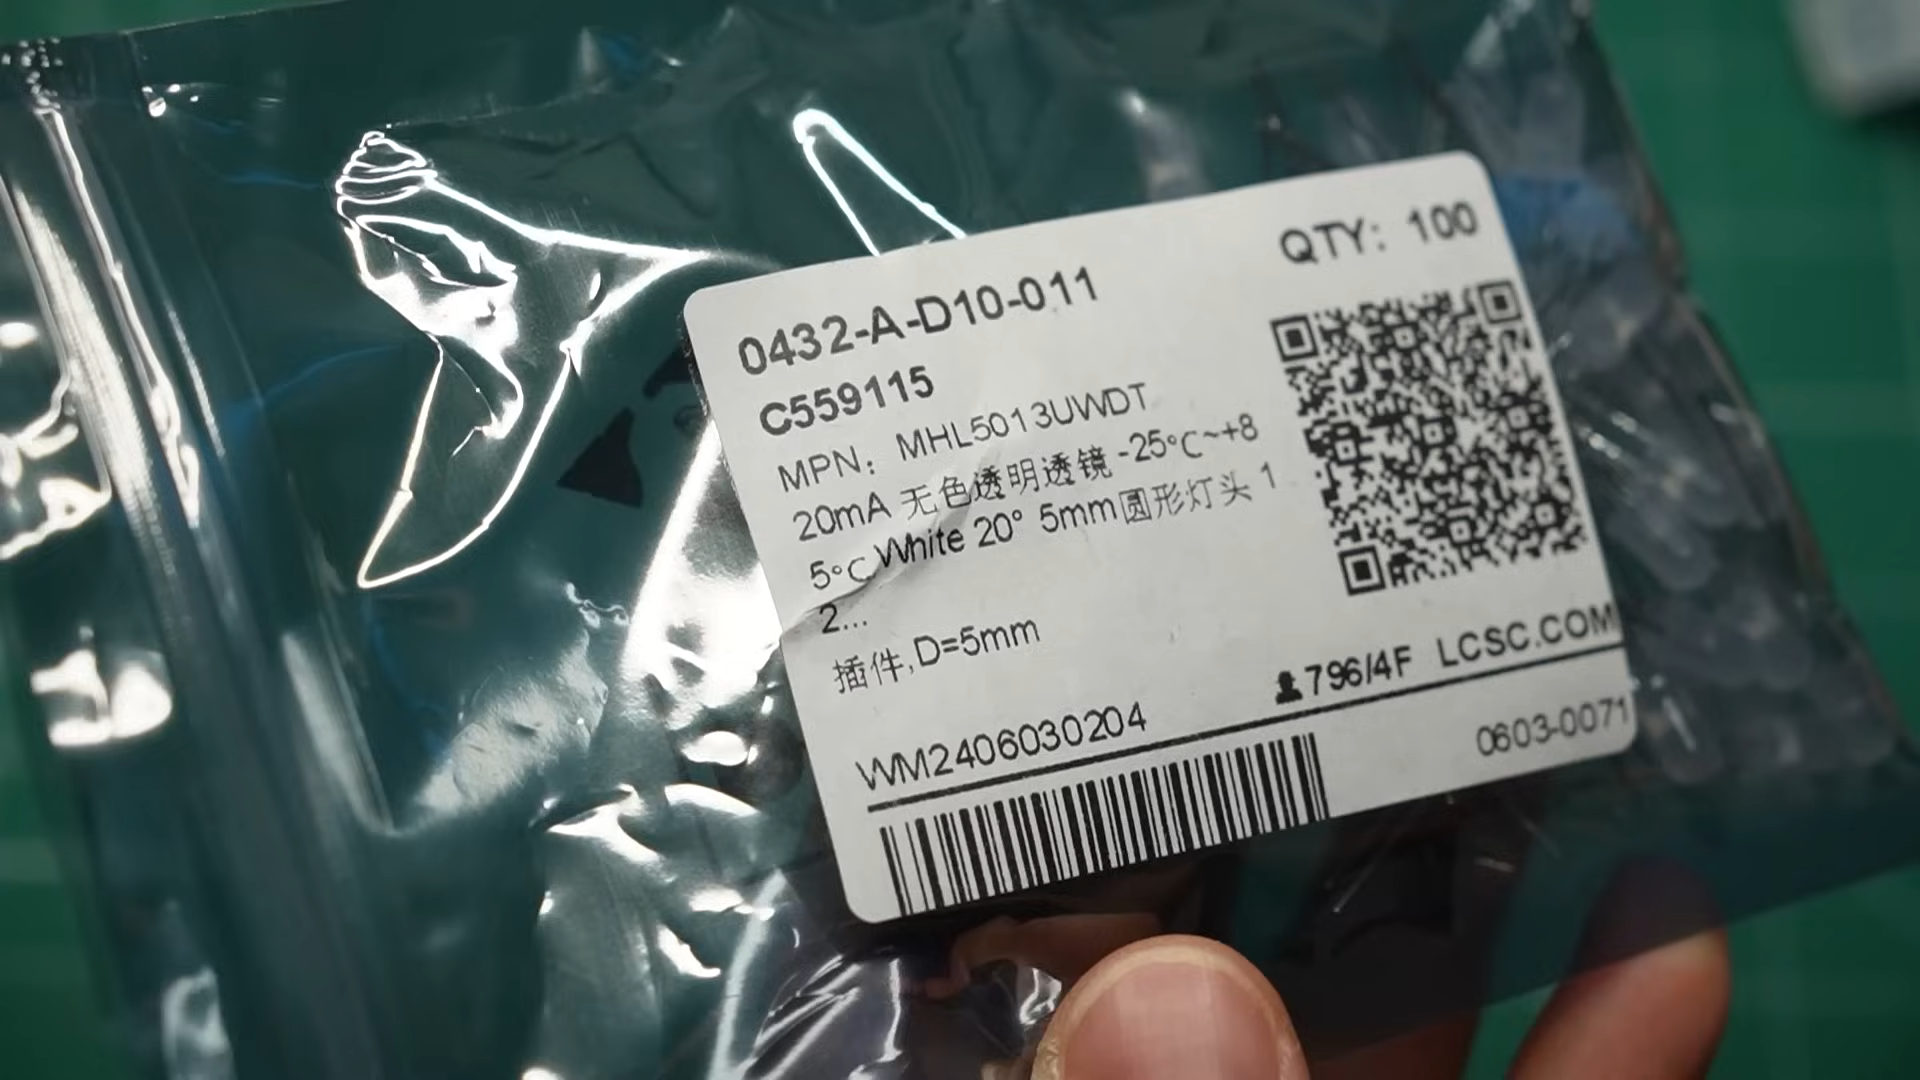 QTY: 100
0432-A-D10-011
C559115
MPN: MHL5013UWDT
20mA 无色透明透镜 -25℃~+8
5℃ White 20° 5mm圆形灯头 1
2...
插件,D=5mm
796/4F LCSC.COM
WM2406030204
0603-0071